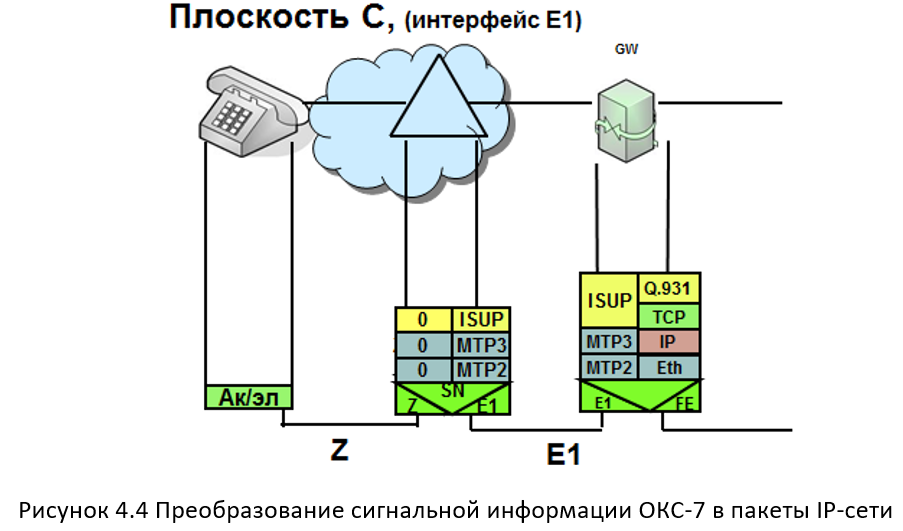 Плоскость С, (интерфейс Е1)
GW
ISUP
Q.931
TCP
MTP3
IP
MTP2
Eth
E1
FE
0
ISUP
0
MTP3
0
MTP2
SN
Z
E1
Ак/эл
Z
E1
Рисунок 4.4 Преобразование сигнальной информации ОКС-7 в пакеты IP-сети